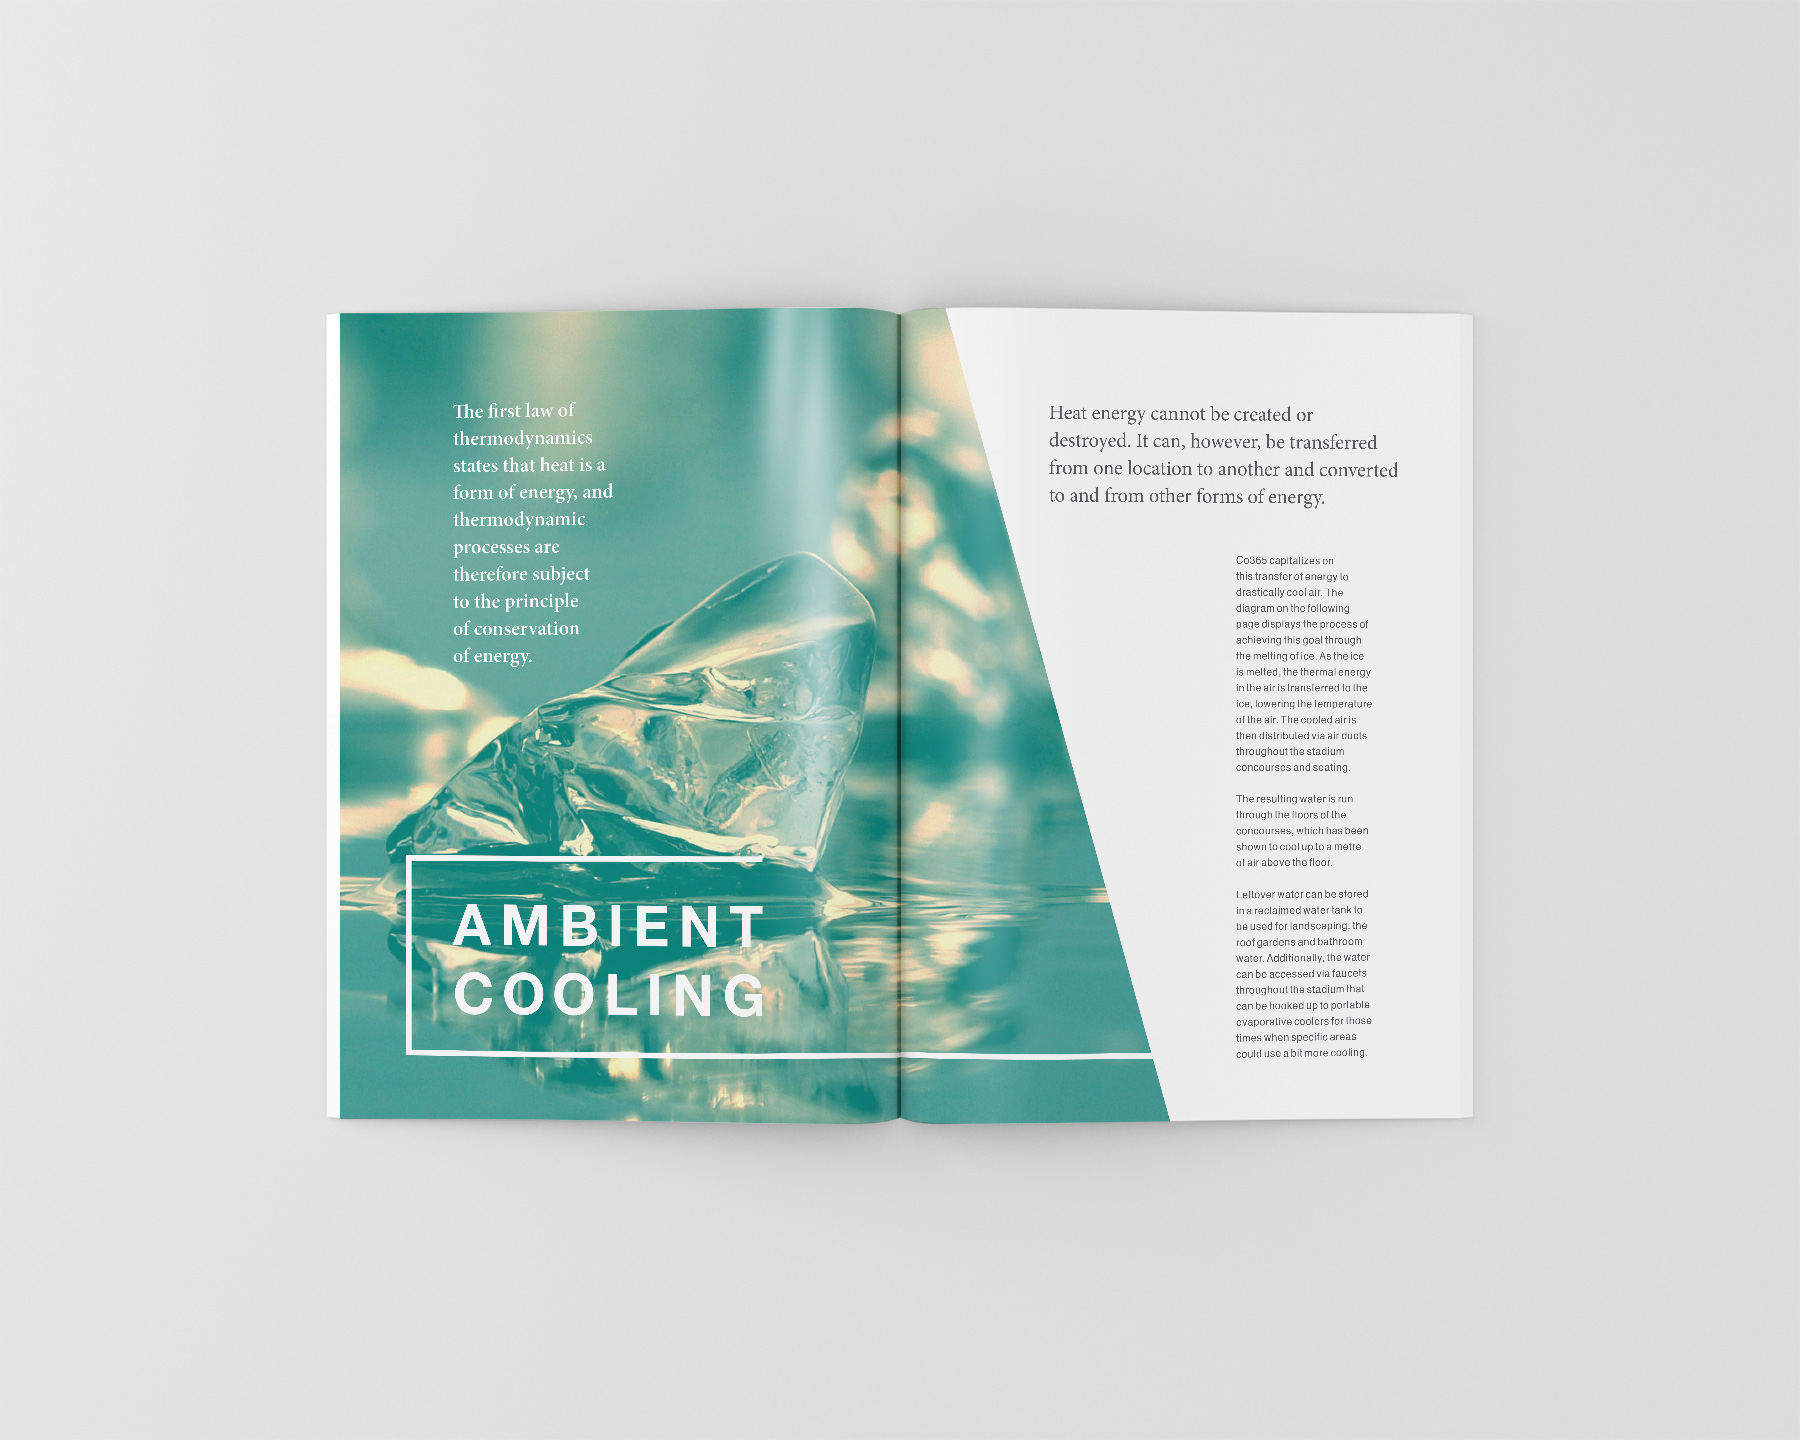 The first law of
thermodynamics
states that heat is a
form of energy, and
thermodynamic
processes are
therefore subject
to the principle
of conservation
of energy.
AMBIENT
COOLING
Heat energy cannot be created or
destroyed. It can, however, be transferred
from one location to another and converted
to and from other forms of energy.
Co365 capitalizes on
this transfer of energy to
drastically cool air. The
diagram on the following
page displays the process of
achieving this goal through
the melting of ice. As the ice
is melted, the thermal energy
in the air is transferred to the
ice, lowering the temperature
of the air. The cooled air is
then distributed via air ducts
throughout the stadium
concourses and seating.
The resulting water is run
through the floors of the
concourses, which has been
shown to cool up to a metre
of air above the floor.
Leftover water can be stored
in a reclaimed water tank to
be used for landscaping, the
roof gardens and bathroom
water. Additionally, the water
can be accessed via faucets
throughout the stadium that
can be hooked up to portable
evaporative coolers for those
times when specific areas
could use a bit more cooling.